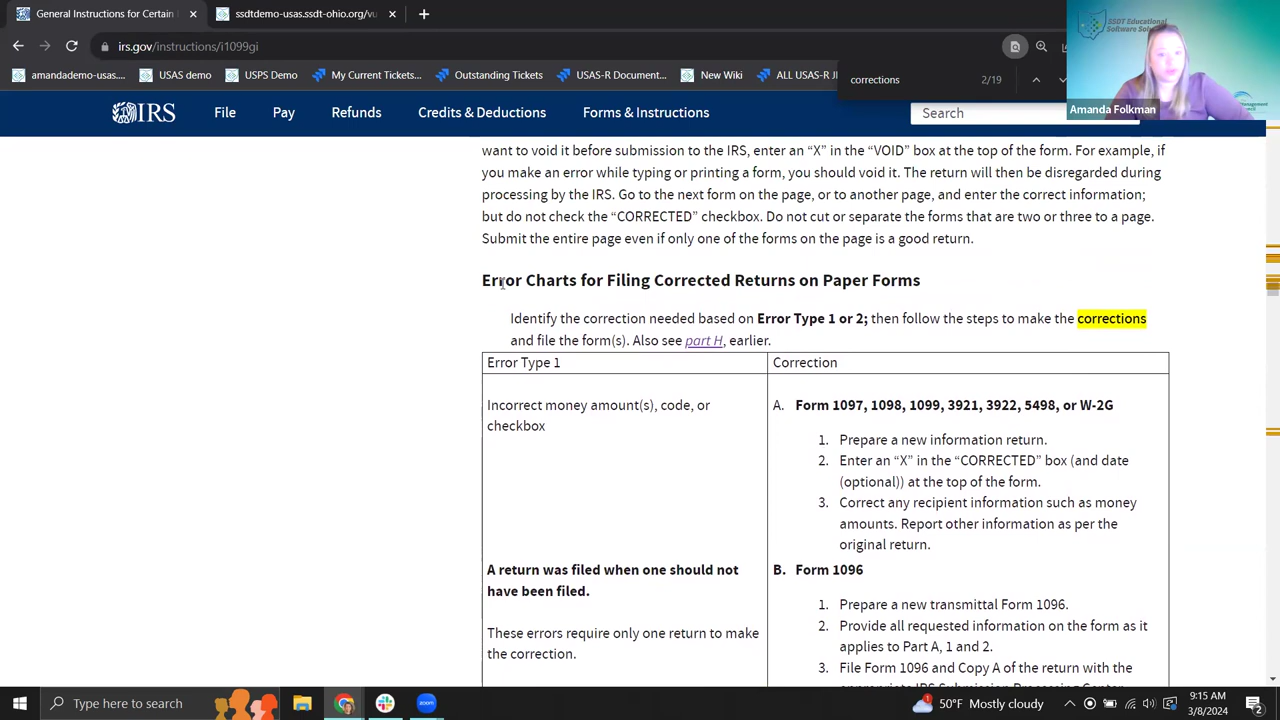 General Instructions for Certain
ssdtdemo-usas.ssdt-ohio.org/vu
irs.gov/instructions/i1099gi
amandademo-usas...
USAS demo
USPS Demo
My Current Tickets...
Outstanding Tickets
USAS-R Document...
New Wiki
ALL USAS-R JI
corrections
2/19
SSDT Educational
Software
Amanda Folkman
IRS
File
Pay
Refunds
Credits & Deductions
Forms & Instructions
Search
want to void it before submission to the IRS, enter an “X” in the “VOID” box at the top of the form. For example, if
you make an error while typing or printing a form, you should void it. The return will then be disregarded during
processing by the IRS. Go to the next form on the page, or to another page, and enter the correct information;
but do not check the “CORRECTED” checkbox. Do not cut or separate the forms that are two or three to a page.
Submit the entire page even if only one of the forms on the page is a good return.
Error Charts for Filing Corrected Returns on Paper Forms
Identify the correction needed based on Error Type 1 or 2; then follow the steps to make the corrections
and file the form(s). Also see part H, earlier.
Error Type 1
Correction
Incorrect money amount(s), code, or
checkbox
A. Form 1097, 1098, 1099, 3921, 3922, 5498, or W-2G
1. Prepare a new information return.
2. Enter an “X” in the “CORRECTED” box (and date
(optional)) at the top of the form.
3. Correct any recipient information such as money
amounts. Report other information as per the
original return.
A return was filed when one should not
have been filed.
B. Form 1096
1. Prepare a new transmittal Form 1096.
2. Provide all requested information on the form as it
applies to Part A, 1 and 2.
3. File Form 1096 and Copy A of the return with the
These errors require only one return to make
the correction.
Type here to search
1
50°F Mostly cloudy
9:15 AM
3/8/2024
2